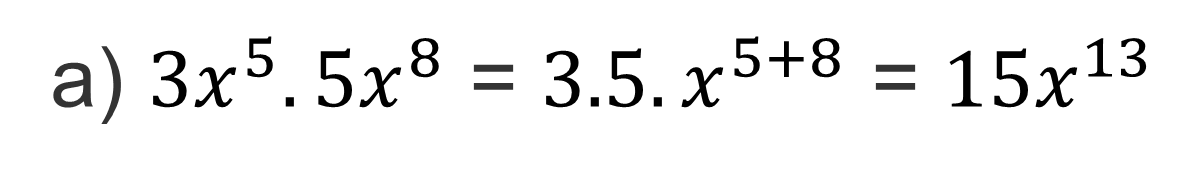 a) 3x⁵ . 5x⁸ = 3.5. x⁵⁺⁸ = 15x¹³